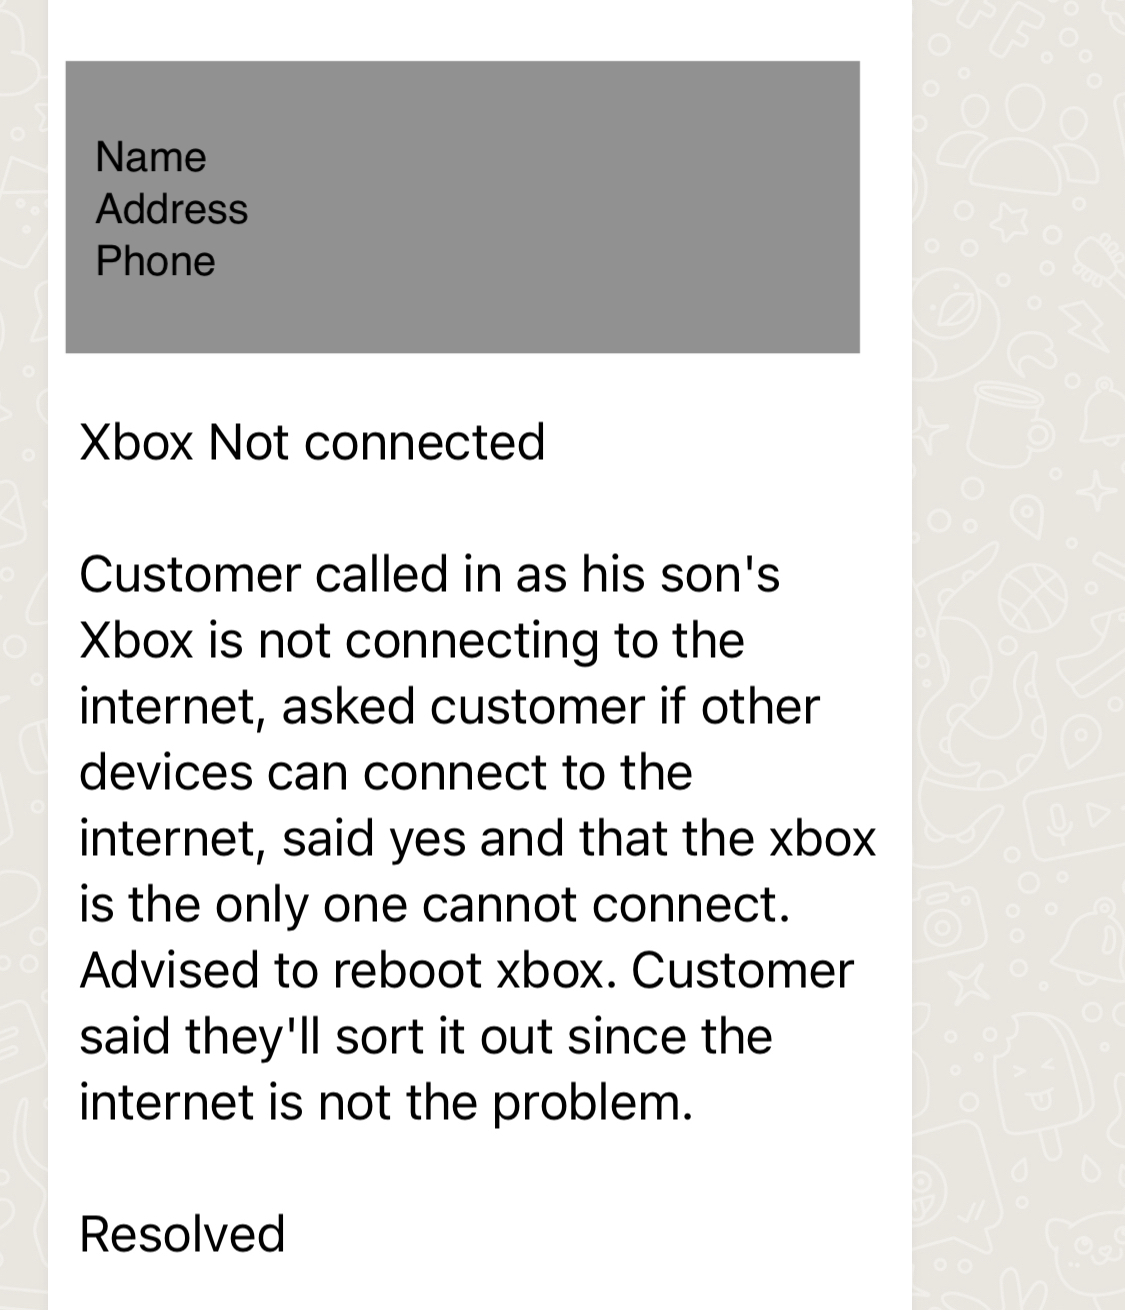 Name
Address
Phone
Xbox Not connected
Customer called in as his son's
Xbox is not connecting to the
internet, asked customer if other
devices can connect to the
internet, said yes and that the xbox
is the only one cannot connect.
Advised to reboot xbox. Customer
said they'll sort it out since the
internet is not the problem.
Resolved